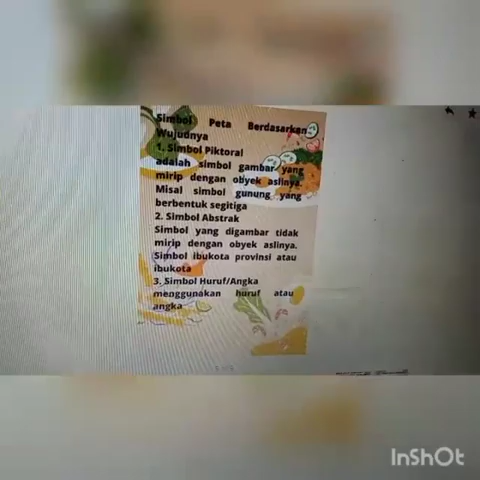 Simbol Peta Berdasarkan
Wujudnya
1. Simbol Piktoral
adalah simbol gambar yang
mirip dengan obyek aslinya.
Misal simbol gunung yang
berbentuk segitiga
2. Simbol Abstrak
Simbol yang digambar tidak
mirip dengan obyek aslinya.
Simbol ibukota provinsi atau
ibukota
3. Simbol Huruf/Angka
menggunakan huruf atau
angka
InShOt